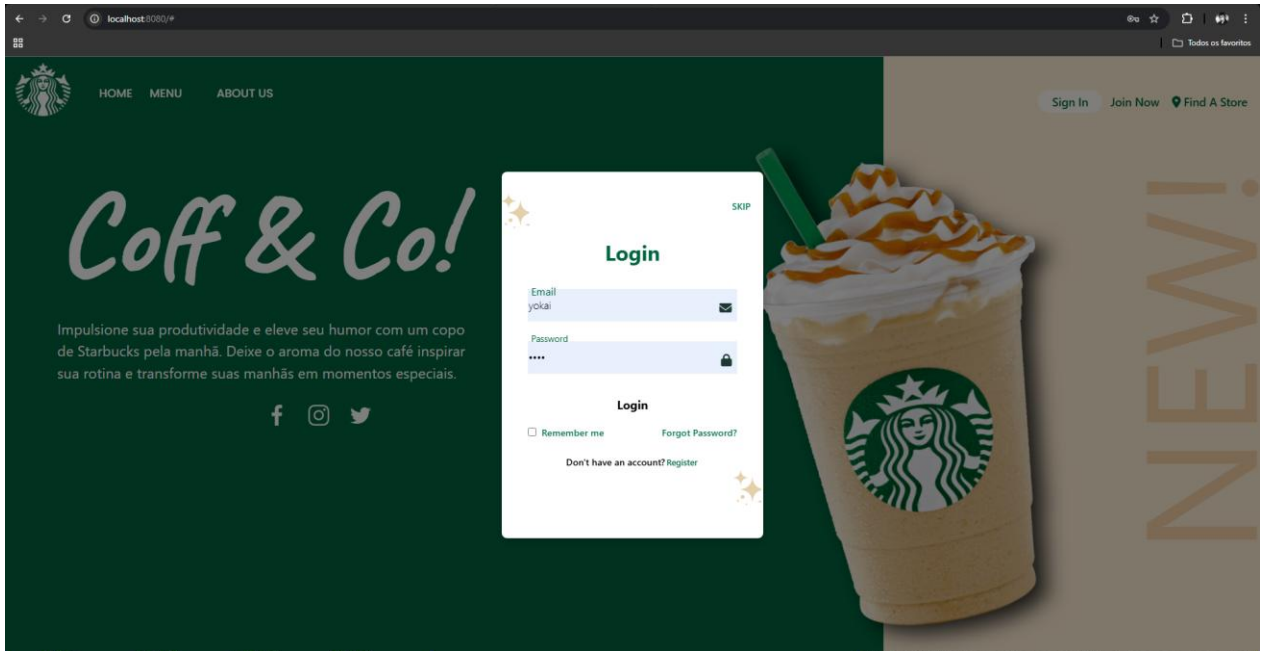 localhost:8080/#
Todos os favoritos
HOME MENU ABOUT US
Sign In Join Now Find A Store
Coff & Co!
Impulsione sua produtividade e eleve seu humor com um copo
de Starbucks pela manhã. Deixe o aroma do nosso café inspirar
sua rotina e transforme suas manhãs em momentos especiais.
SKIP
Login
Email
yokai
Password
••••
Login
Remember me Forgot Password?
Don't have an account? Register
NEW!